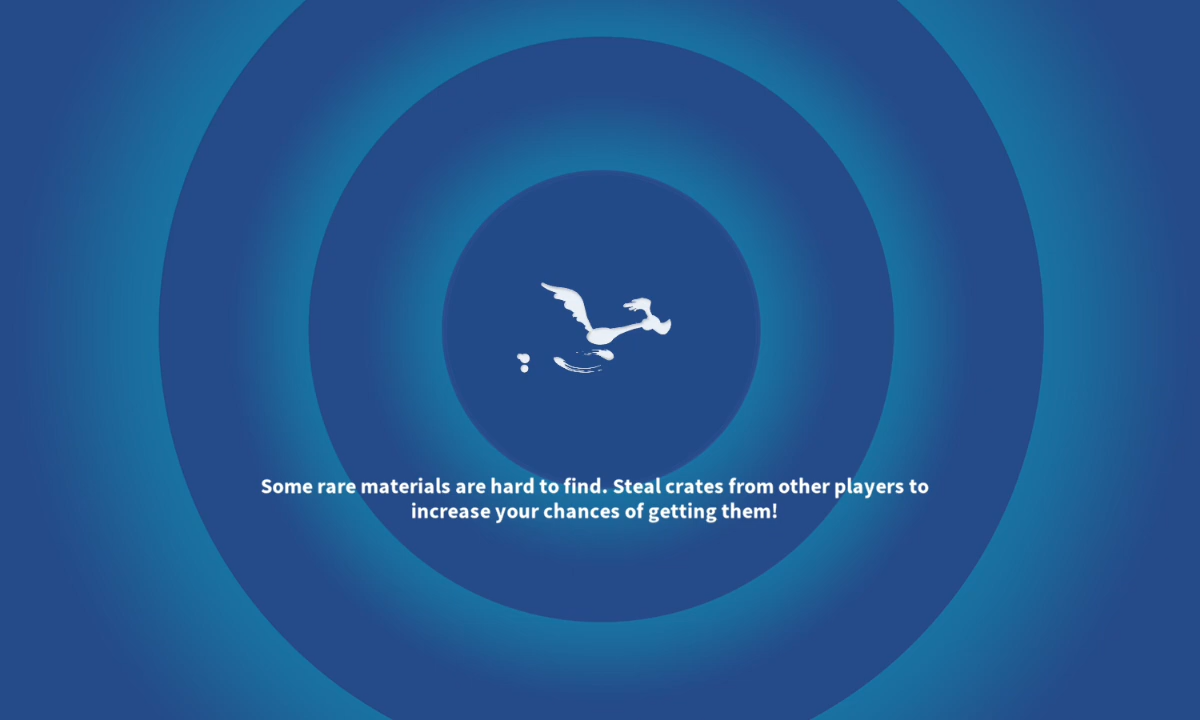 Some rare materials are hard to find. Steal crates from other players to
increase your chances of getting them!